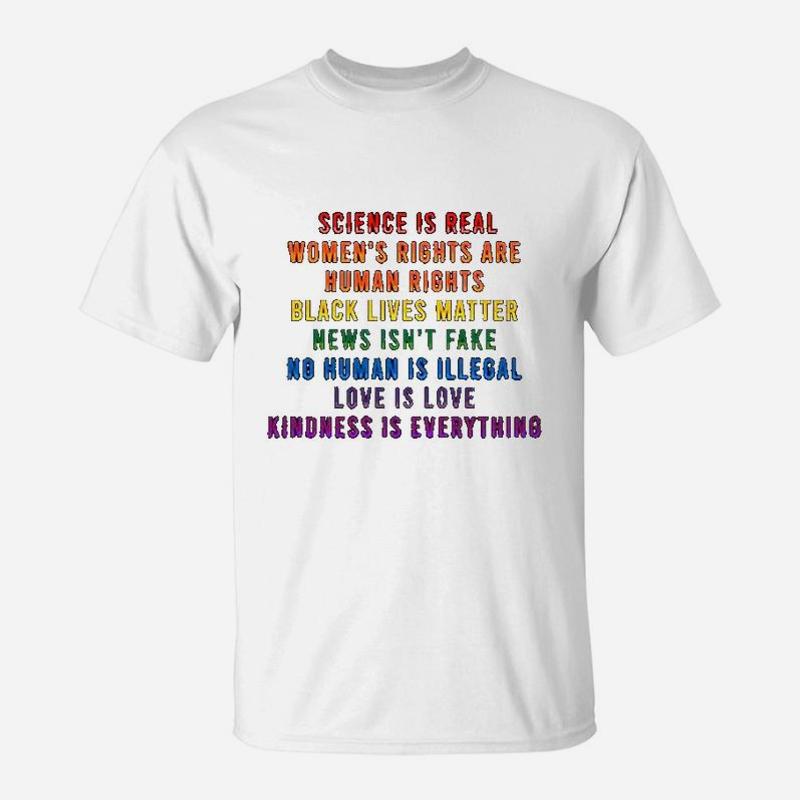 SCIENCE IS REAL
WOMEN'S RIGHTS ARE
HUMAN RIGHTS
BLACK LIVES MATTER
NEWS ISN'T FAKE
NO HUMAN IS ILLEGAL
LOVE IS LOVE
KINDNESS IS EVERYTHING